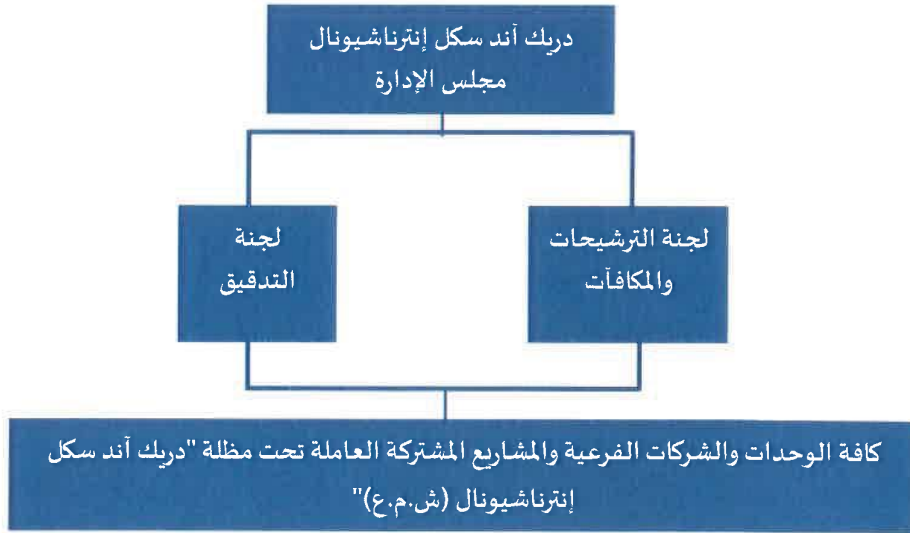 دريك آند سكل إنترناشيونال
مجلس الإدارة
لجنة الترشيحات
والمكافآت
لجنة
التدقيق
كافة الوحدات والشركات الفرعية والمشاريع المشتركة العاملة تحت مظلة "دريك آند سكل
إنترناشيونال (ش.م.ع)"